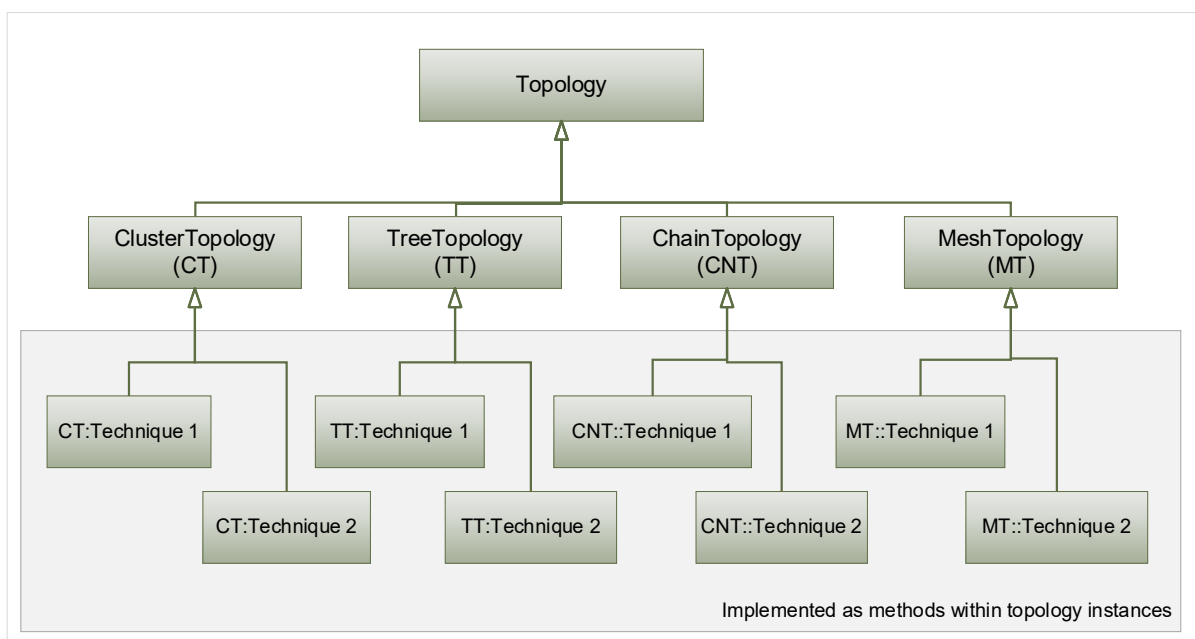 Topology
ClusterTopology
(CT)
TreeTopology
(TT)
ChainTopology
(CNT)
MeshTopology
(MT)
CT:Technique 1
TT:Technique 1
CNT::Technique 1
MT::Technique 1
CT:Technique 2
TT:Technique 2
CNT::Technique 2
MT::Technique 2
Implemented as methods within topology instances